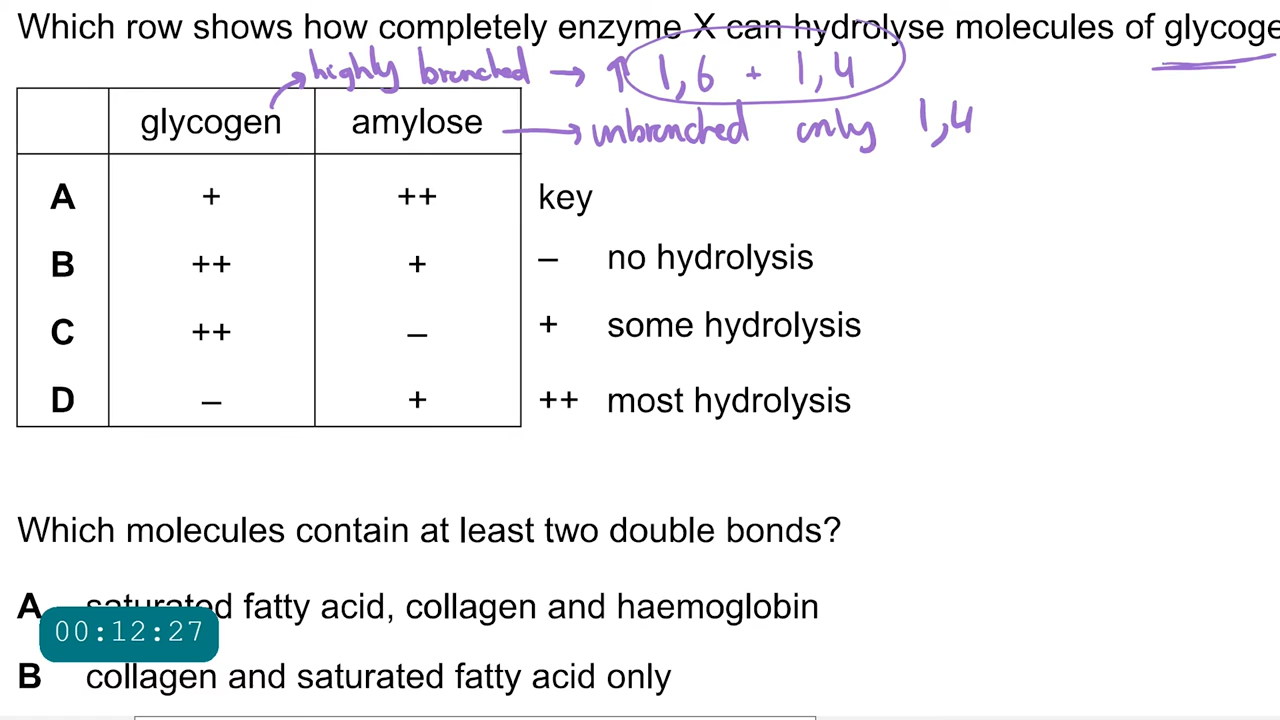 Which row shows how completely enzyme X can hydrolyse molecules of glycoge
highly branched → ↑ 1,6 + 1,4
glycogen amylose → unbranched only 1,4
A + ++ key
B ++ + – no hydrolysis
C ++ – + some hydrolysis
D – + ++ most hydrolysis
Which molecules contain at least two double bonds?
A saturated fatty acid, collagen and haemoglobin
00:12:27
B collagen and saturated fatty acid only